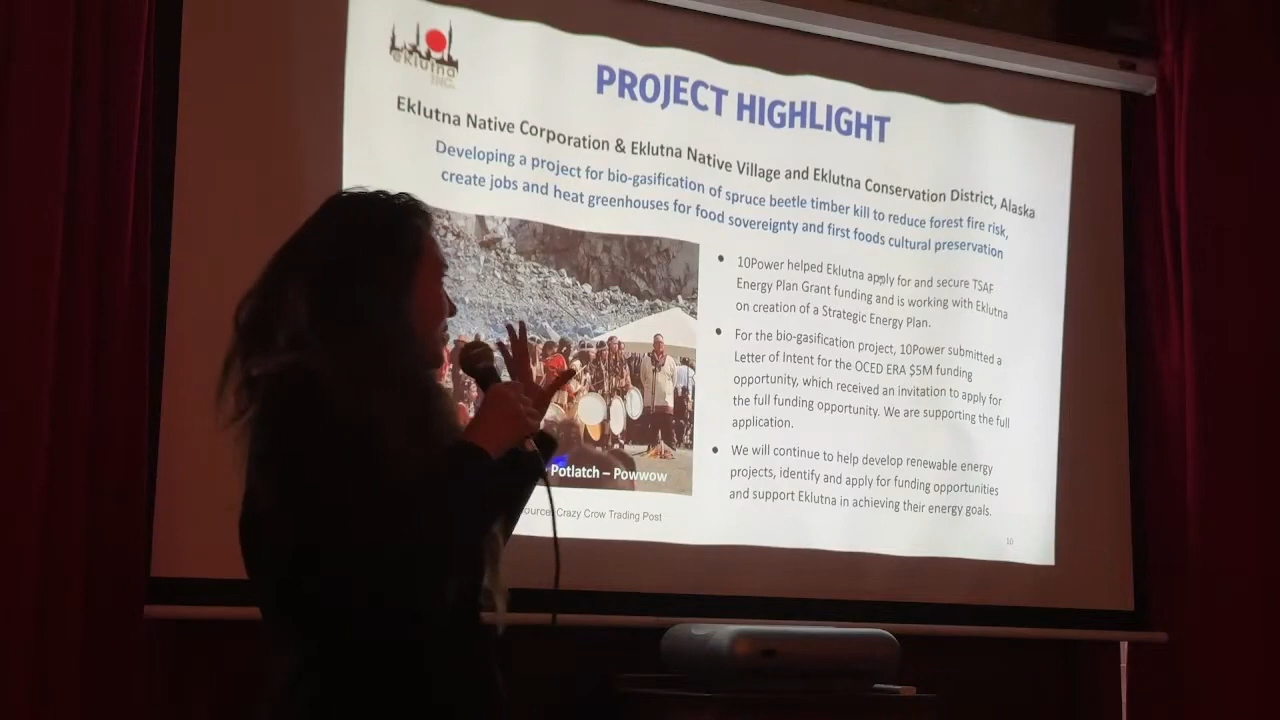 eklutna
INC.
PROJECT HIGHLIGHT
Eklutna Native Corporation & Eklutna Native Village and Eklutna Conservation District, Alaska
Developing a project for bio-gasification of spruce beetle timber kill to reduce forest fire risk,
create jobs and heat greenhouses for food sovereignty and first foods cultural preservation
• 10Power helped Eklutna apply for and secure TSAF
Energy Plan Grant funding and is working with Eklutna
on creation of a Strategic Energy Plan.
• For the bio-gasification project, 10Power submitted a
Letter of Intent for the OCED ERA $5M funding
opportunity, which received an invitation to apply for
the full funding opportunity. We are supporting the full
application.
• We will continue to help develop renewable energy
projects, identify and apply for funding opportunities
and support Eklutna in achieving their energy goals.
Potlatch – Powwow
Crazy Crow Trading Post
10